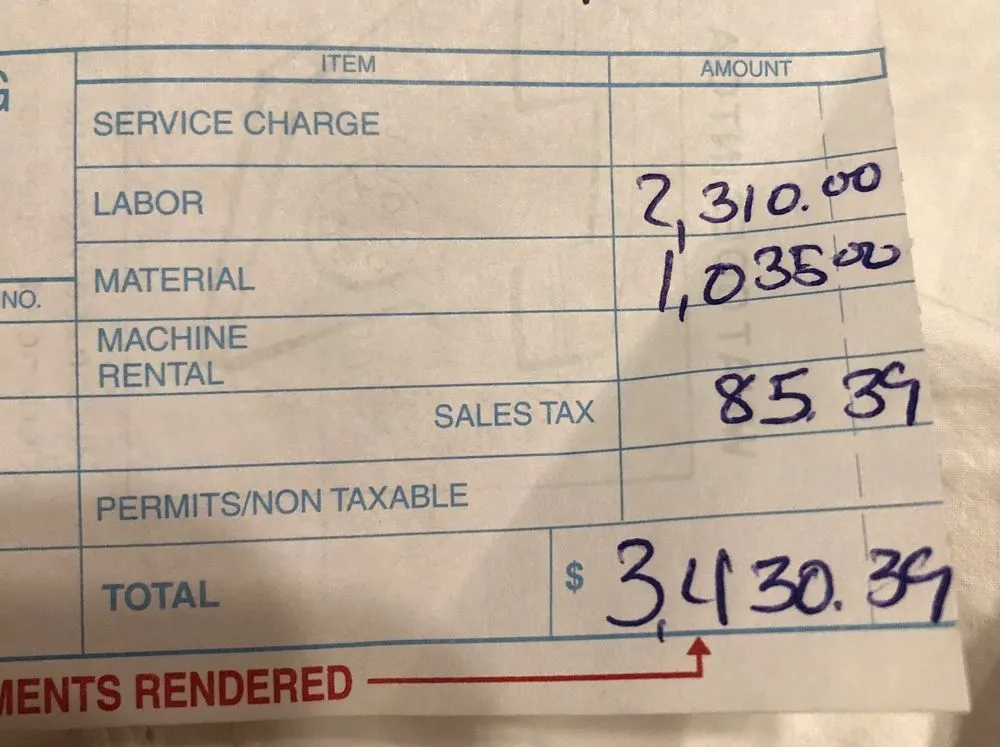 G
ITEM AMOUNT
SERVICE CHARGE
LABOR 2,310.00
MATERIAL 1,035 00
NO.
MACHINE
RENTAL
SALES TAX 85.39
PERMITS/NON TAXABLE
TOTAL $ 3,430.39
MENTS RENDERED